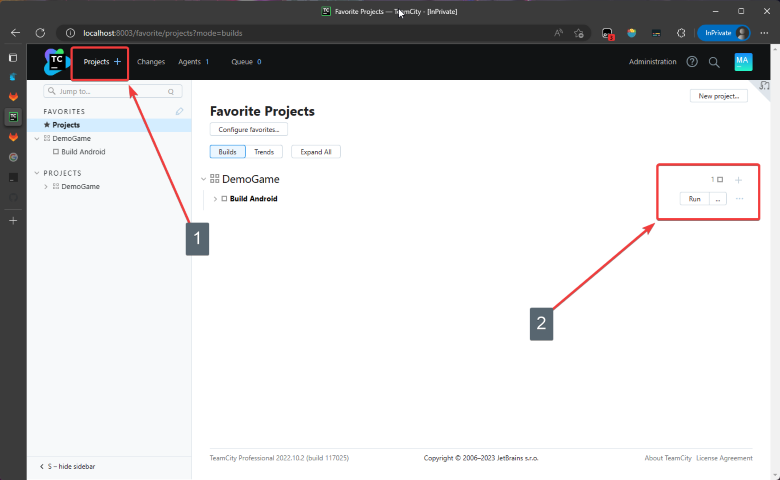 TC Favorite Projects — TeamCity - [InPrivate]
localhost:8003/favorite/projects?mode=builds
InPrivate
TC Projects + Changes Agents 1 Queue 0 Administration ? MA
Jump to... Q
New project...
FAVORITES
Projects
DemoGame
Build Android
PROJECTS
DemoGame
Favorite Projects
Configure favorites...
Builds Trends Expand All
DemoGame
1
Build Android
Run ... ...
1
2
S – hide sidebar
TeamCity Professional 2022.10.2 (build 117025) Copyright © 2006–2023 JetBrains s.r.o. About TeamCity License Agreement